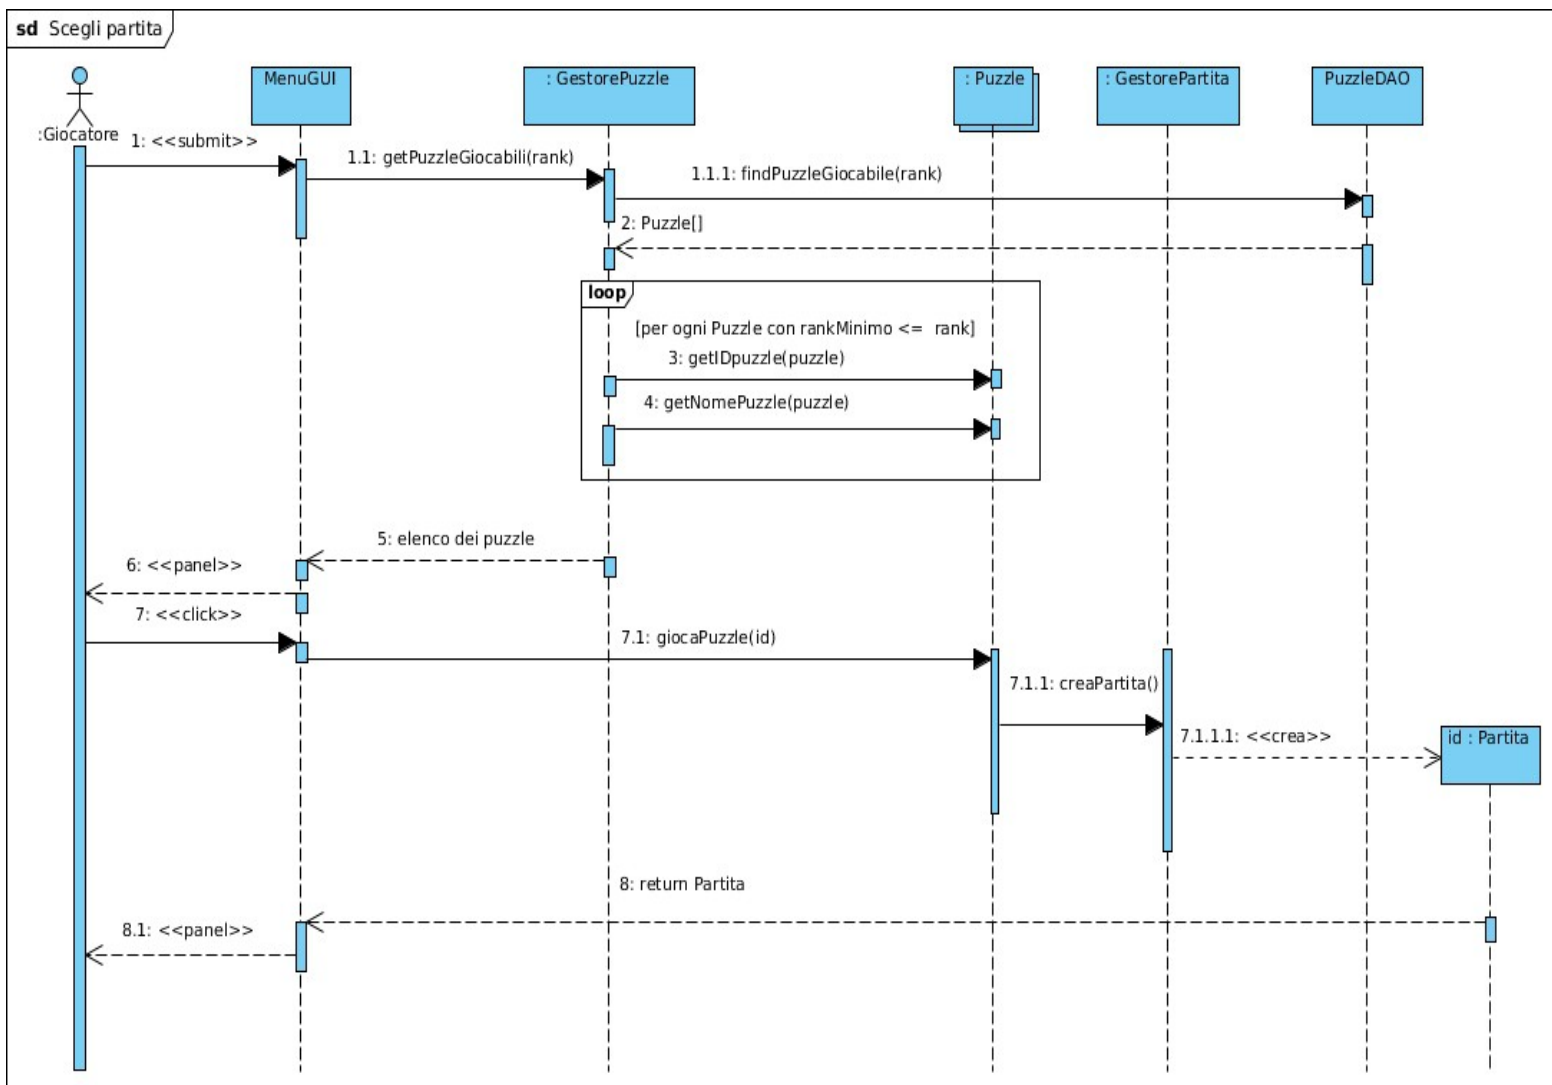 sd Scegli partita
MenuGUI
: GestorePuzzle
: Puzzle
: GestorePartita
PuzzleDAO
:Giocatore
1: <<submit>>
1.1: getPuzzleGiocabili(rank)
1.1.1: findPuzzleGiocabile(rank)
2: Puzzle[]
loop
[per ogni Puzzle con rankMinimo <= rank]
3: getIDpuzzle(puzzle)
4: getNomePuzzle(puzzle)
5: elenco dei puzzle
6: <<panel>>
7: <<click>>
7.1: giocaPuzzle(id)
7.1.1: creaPartita()
7.1.1.1: <<crea>>
id : Partita
8: return Partita
8.1: <<panel>>